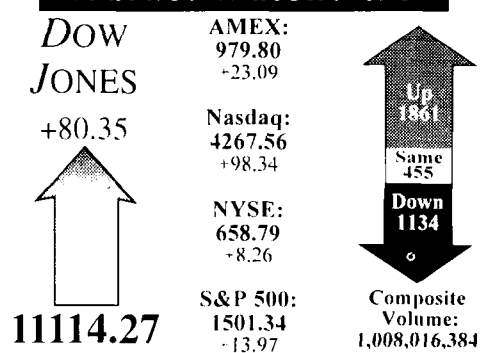 DOW
JONES
+80.35
11114.27
AMEX:
979.80
+23.09
Nasdaq:
4267.56
+98.34
NYSE:
658.79
+8.26
S&P 500:
1501.34
+13.97
Up
1861
Same
455
Down
1134
Composite
Volume:
1,008,016,384